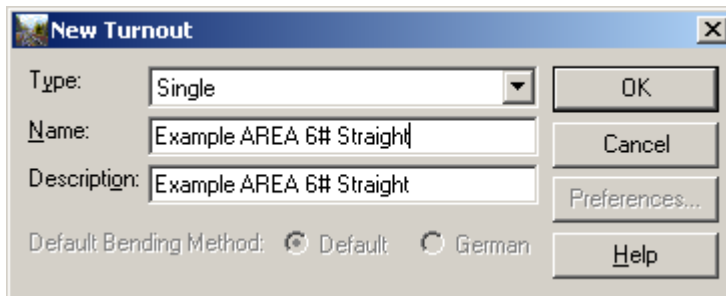 New Turnout
Type: Single OK
Name: Example AREA 6# Straight Cancel
Description: Example AREA 6# Straight Preferences...
Default Bending Method: Default German Help